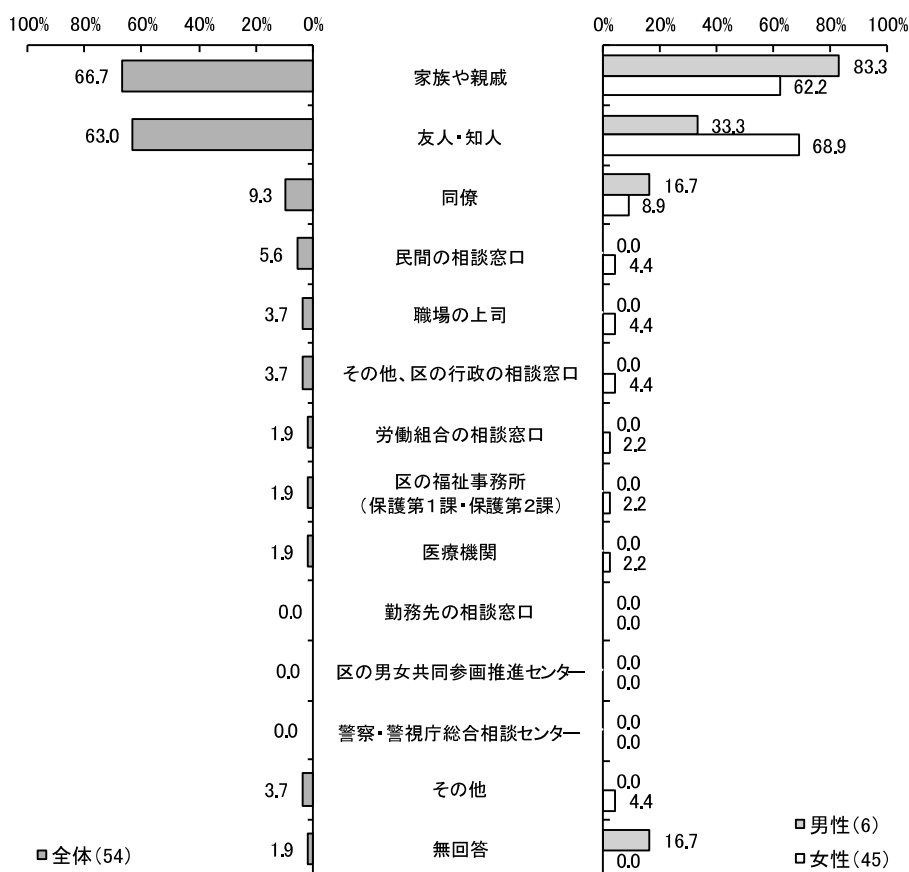 100% 80% 60% 40% 20% 0%
0% 20% 40% 60% 80% 100%
66.7 家族や親戚 83.3
62.2
63.0 友人・知人 33.3
68.9
9.3 同僚 16.7
8.9
5.6 民間の相談窓口 0.0
4.4
3.7 職場の上司 0.0
4.4
3.7 その他、区の行政の相談窓口 0.0
4.4
1.9 労働組合の相談窓口 0.0
2.2
1.9 区の福祉事務所
（保護第1課・保護第2課） 0.0
2.2
1.9 医療機関 0.0
2.2
0.0 勤務先の相談窓口 0.0
0.0
0.0 区の男女共同参画推進センター 0.0
0.0
0.0 警察・警視庁総合相談センター 0.0
0.0
3.7 その他 0.0
4.4
1.9 無回答 16.7
0.0
全体（54）
男性（6）
女性（45）